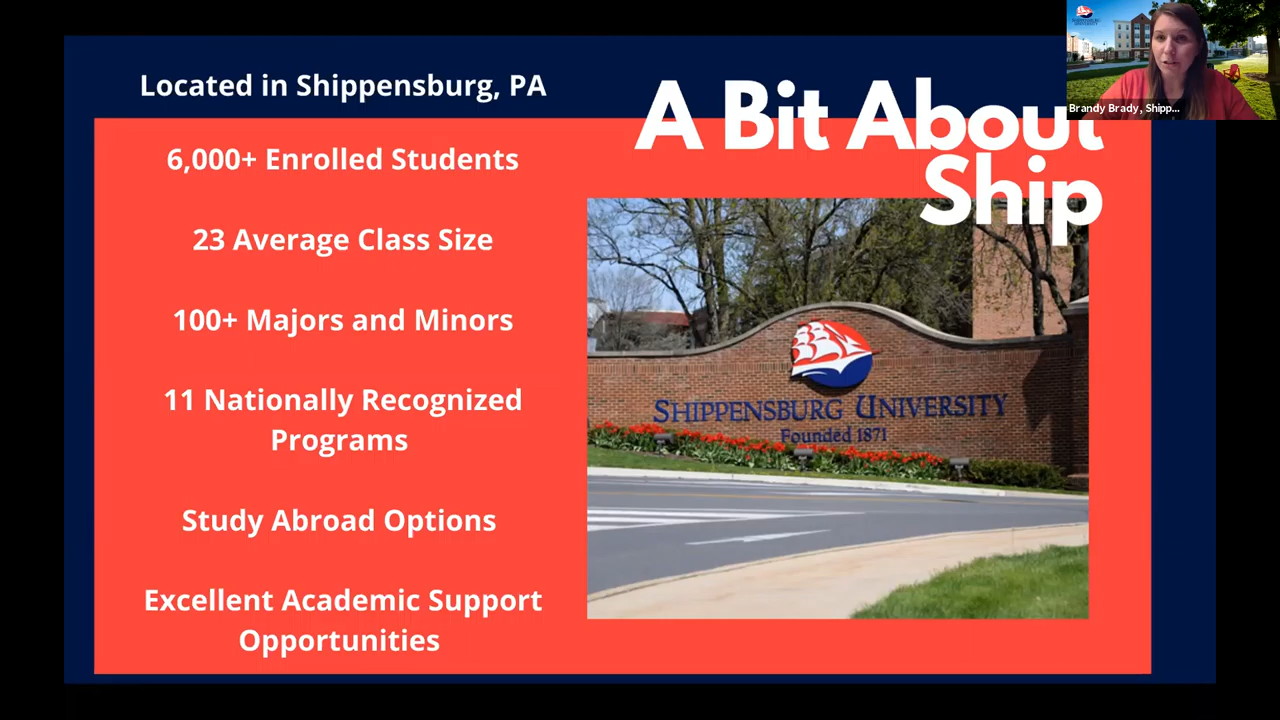 Located in Shippensburg, PA
A Bit About
Ship
6,000+ Enrolled Students
23 Average Class Size
100+ Majors and Minors
11 Nationally Recognized
Programs
Study Abroad Options
Excellent Academic Support
Opportunities
SHIPPENSBURG UNIVERSITY
Founded 1871
Brandy Brady, Shipp...